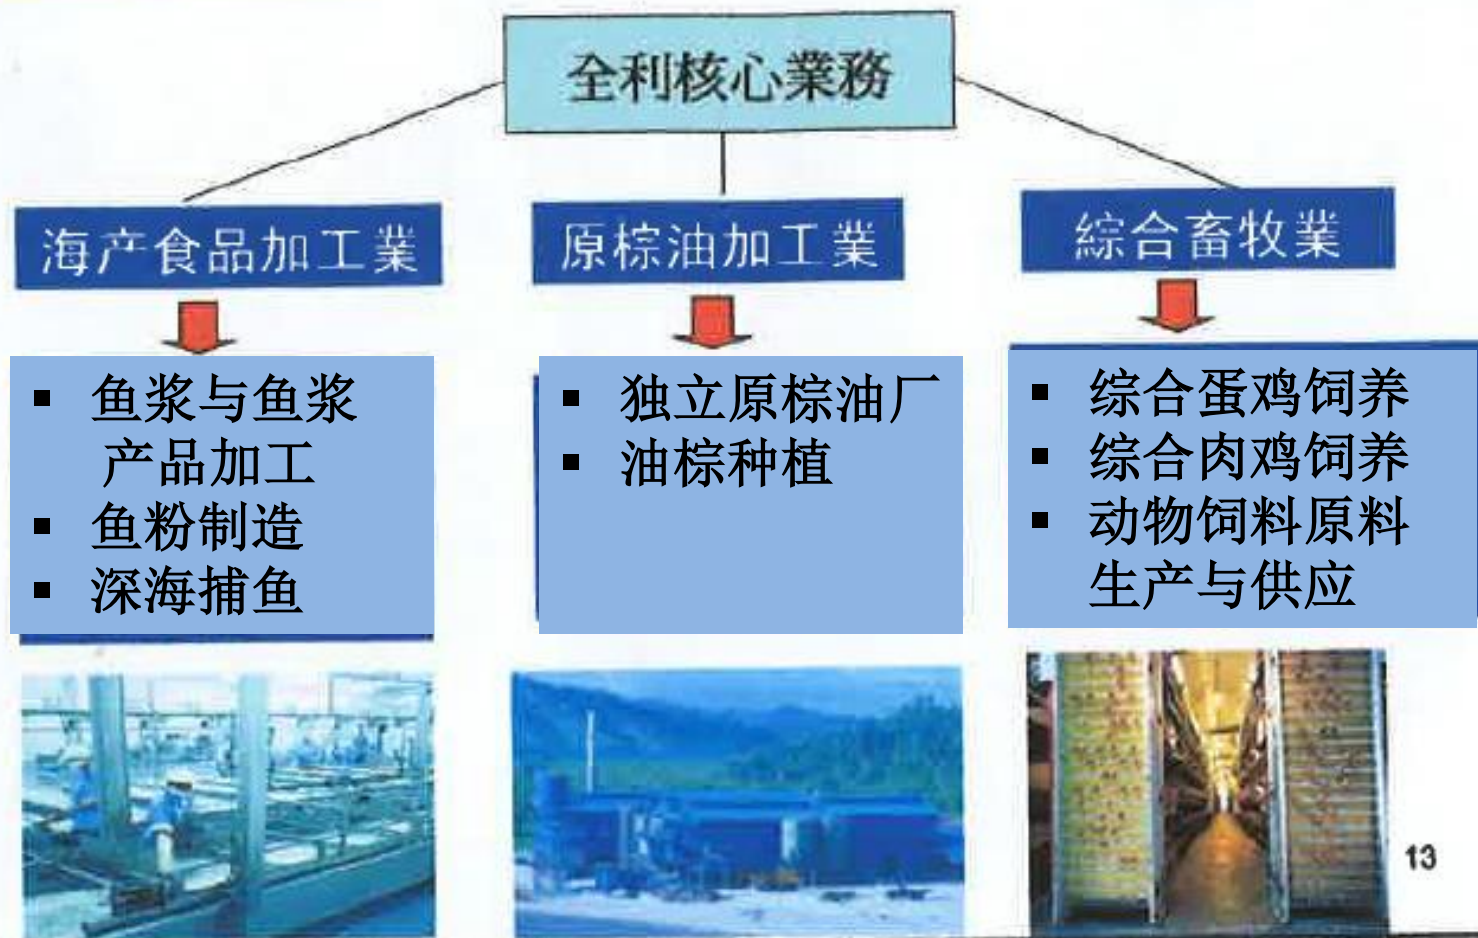 全利核心業務
海产食品加工業
原棕油加工業
綜合畜牧業
▪ 鱼浆与鱼浆
产品加工
▪ 鱼粉制造
▪ 深海捕鱼
▪ 独立原棕油厂
▪ 油棕种植
▪ 综合蛋鸡饲养
▪ 综合肉鸡饲养
▪ 动物饲料原料
生产与供应
13